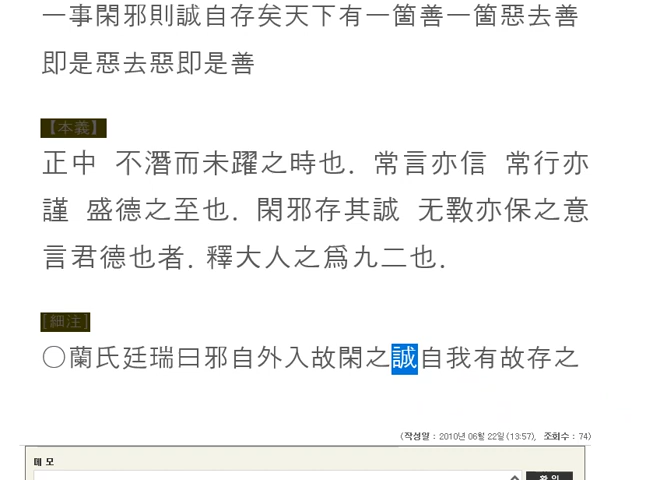 一事閑邪則誠自存矣天下有一箇善一箇惡去善
即是惡去惡即是善
【本義】
正中 不潛而未躍之時也. 常言亦信 常行亦
謹 盛德之至也. 閑邪存其誠 无斁亦保之意
言君德也者. 釋大人之爲九二也.
[細注]
○蘭氏廷瑞曰邪自外入故閑之誠自我有故存之
(작성일 : 2010년 06월 22일 (13:57), 조회수 : 74)
메 모
확 인